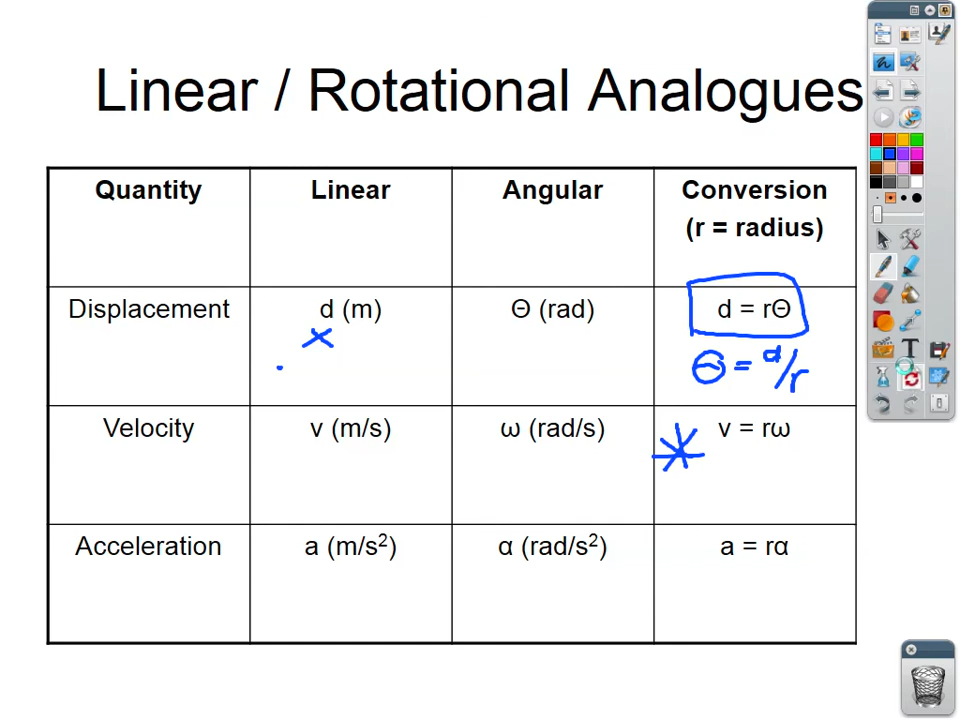 Linear / Rotational Analogues
Quantity Linear Angular Conversion
(r = radius)
Displacement d (m) Θ (rad) d = rΘ
x
Θ = d/r
Velocity v (m/s) ω (rad/s) v = rω
Acceleration a (m/s²) α (rad/s²) a = rα